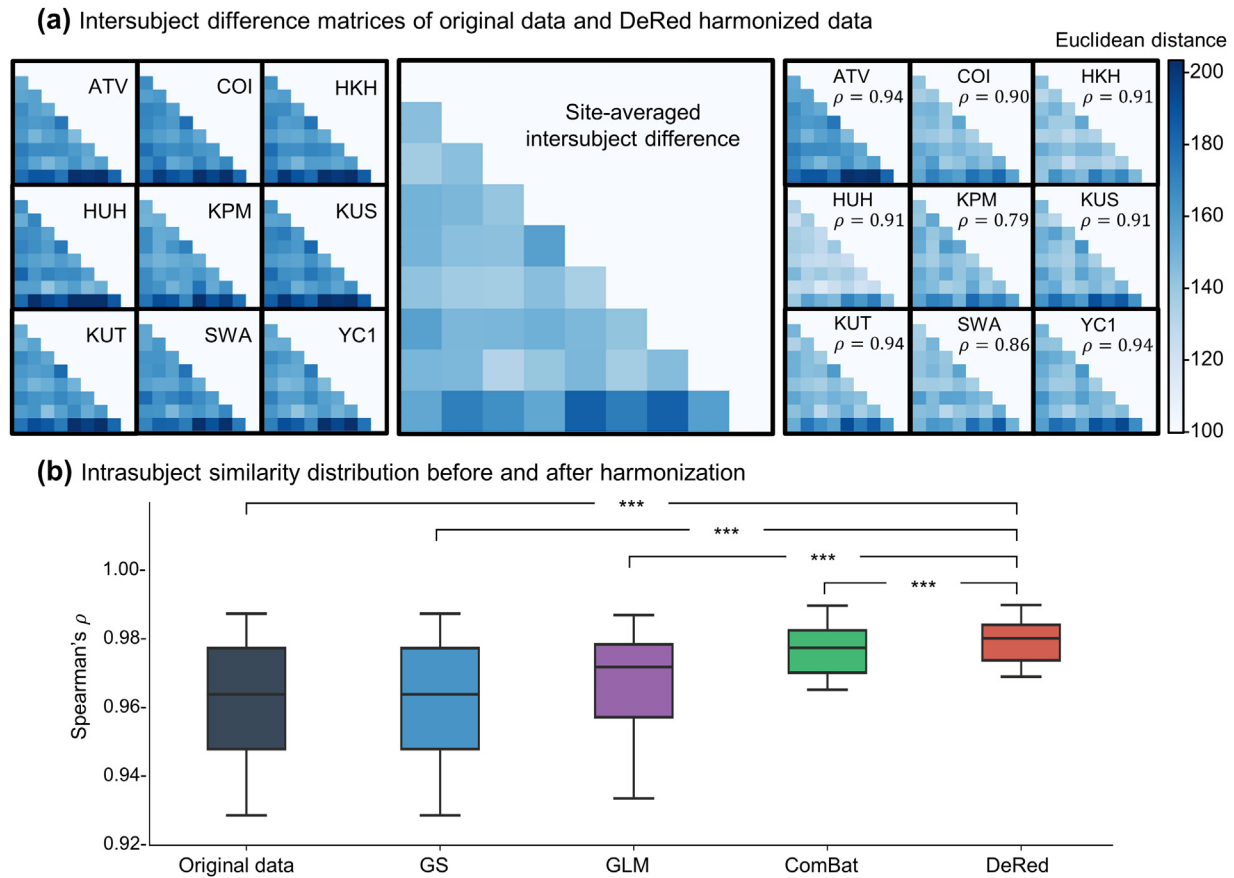 (a) Intersubject difference matrices of original data and DeRed harmonized data
Euclidean distance
ATV
COI
HKH
HUH
KPM
KUS
KUT
SWA
YC1
Site-averaged
intersubject difference
ATV
ρ = 0.94
COI
ρ = 0.90
HKH
ρ = 0.91
HUH
ρ = 0.91
KPM
ρ = 0.79
KUS
ρ = 0.91
KUT
ρ = 0.94
SWA
ρ = 0.86
YC1
ρ = 0.94
200
180
160
140
120
100
(b) Intrasubject similarity distribution before and after harmonization
***
***
***
***
Spearman's ρ
1.00-
0.98-
0.96-
0.94-
0.92-
Original data
GS
GLM
ComBat
DeRed